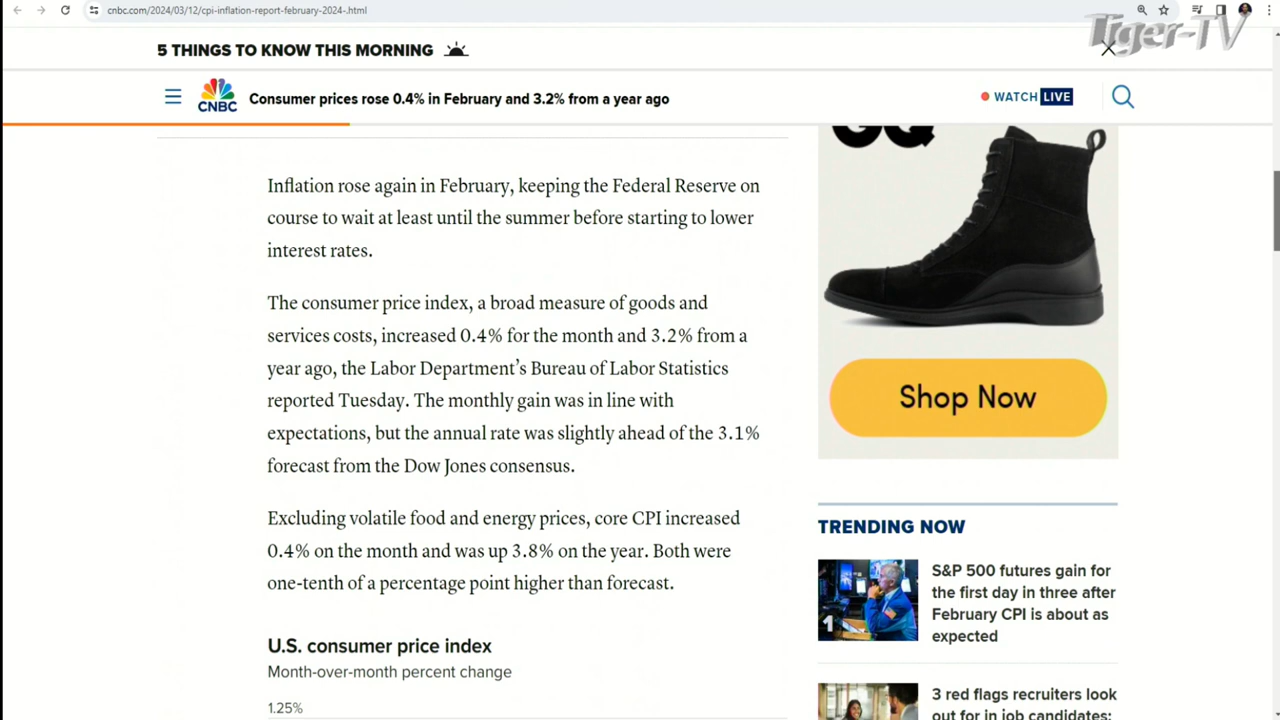 cnbc.com/2024/03/12/cpi-inflation-report-february-2024-.html
Tiger-TV
5 THINGS TO KNOW THIS MORNING
CNBC
Consumer prices rose 0.4% in February and 3.2% from a year ago
WATCH LIVE
GQ
Inflation rose again in February, keeping the Federal Reserve on
course to wait at least until the summer before starting to lower
interest rates.
The consumer price index, a broad measure of goods and
services costs, increased 0.4% for the month and 3.2% from a
year ago, the Labor Department’s Bureau of Labor Statistics
reported Tuesday. The monthly gain was in line with
expectations, but the annual rate was slightly ahead of the 3.1%
forecast from the Dow Jones consensus.
Excluding volatile food and energy prices, core CPI increased
0.4% on the month and was up 3.8% on the year. Both were
one-tenth of a percentage point higher than forecast.
U.S. consumer price index
Month-over-month percent change
1.25%
Shop Now
TRENDING NOW
1
S&P 500 futures gain for
the first day in three after
February CPI is about as
expected
3 red flags recruiters look
out for in job candidates: